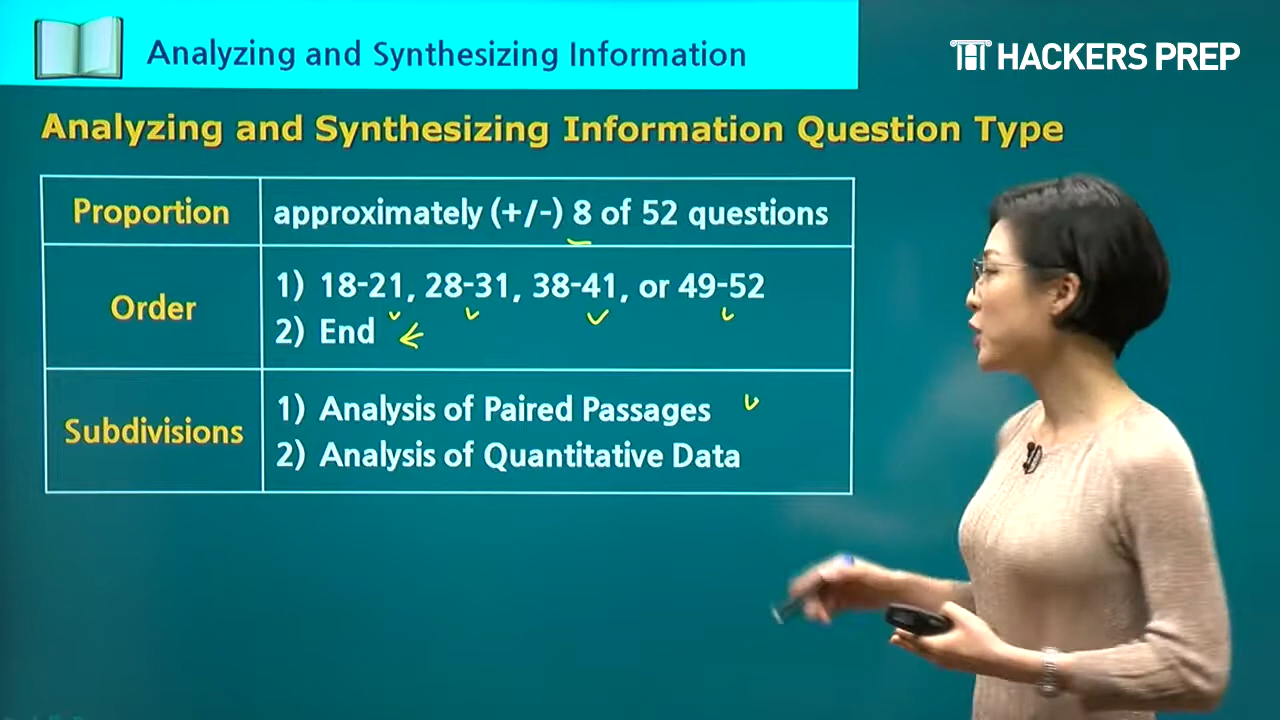 Analyzing and Synthesizing Information
HACKERS PREP
Analyzing and Synthesizing Information Question Type
Proportion
approximately (+/-) 8 of 52 questions
Order
1) 18-21, 28-31, 38-41, or 49-52
2) End
Subdivisions
1) Analysis of Paired Passages
2) Analysis of Quantitative Data